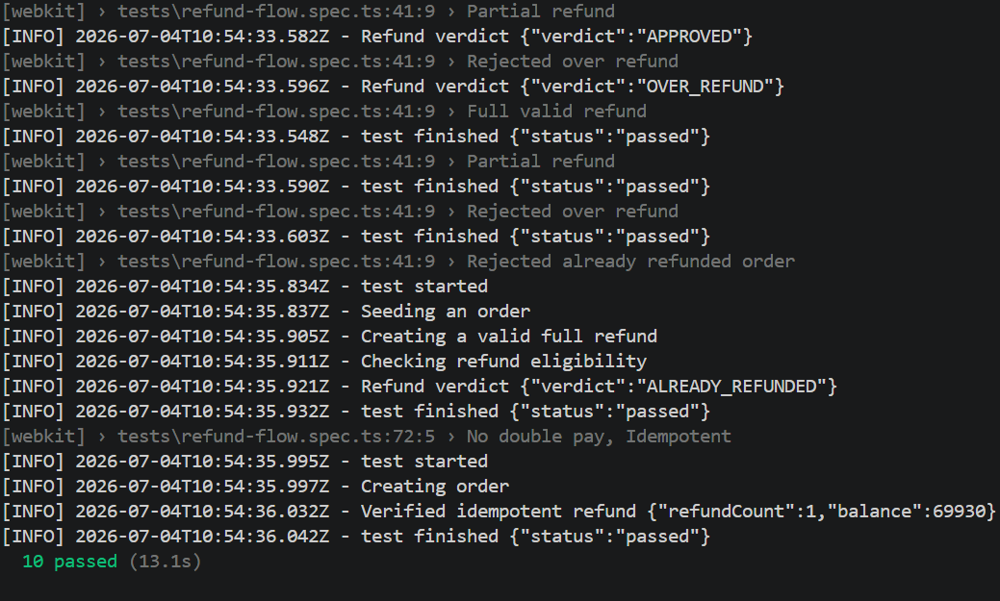 [webkit] › tests\refund-flow.spec.ts:41:9 › Partial refund
[INFO] 2026-07-04T10:54:33.582Z - Refund verdict {"verdict":"APPROVED"}
[webkit] › tests\refund-flow.spec.ts:41:9 › Rejected over refund
[INFO] 2026-07-04T10:54:33.596Z - Refund verdict {"verdict":"OVER_REFUND"}
[webkit] › tests\refund-flow.spec.ts:41:9 › Full valid refund
[INFO] 2026-07-04T10:54:33.548Z - test finished {"status":"passed"}
[webkit] › tests\refund-flow.spec.ts:41:9 › Partial refund
[INFO] 2026-07-04T10:54:33.590Z - test finished {"status":"passed"}
[webkit] › tests\refund-flow.spec.ts:41:9 › Rejected over refund
[INFO] 2026-07-04T10:54:33.603Z - test finished {"status":"passed"}
[webkit] › tests\refund-flow.spec.ts:41:9 › Rejected already refunded order
[INFO] 2026-07-04T10:54:35.834Z - test started
[INFO] 2026-07-04T10:54:35.837Z - Seeding an order
[INFO] 2026-07-04T10:54:35.905Z - Creating a valid full refund
[INFO] 2026-07-04T10:54:35.911Z - Checking refund eligibility
[INFO] 2026-07-04T10:54:35.921Z - Refund verdict {"verdict":"ALREADY_REFUNDED"}
[INFO] 2026-07-04T10:54:35.932Z - test finished {"status":"passed"}
[webkit] › tests\refund-flow.spec.ts:72:5 › No double pay, Idempotent
[INFO] 2026-07-04T10:54:35.995Z - test started
[INFO] 2026-07-04T10:54:35.997Z - Creating order
[INFO] 2026-07-04T10:54:36.032Z - Verified idempotent refund {"refundCount":1,"balance":69930}
[INFO] 2026-07-04T10:54:36.042Z - test finished {"status":"passed"}
10 passed (13.1s)